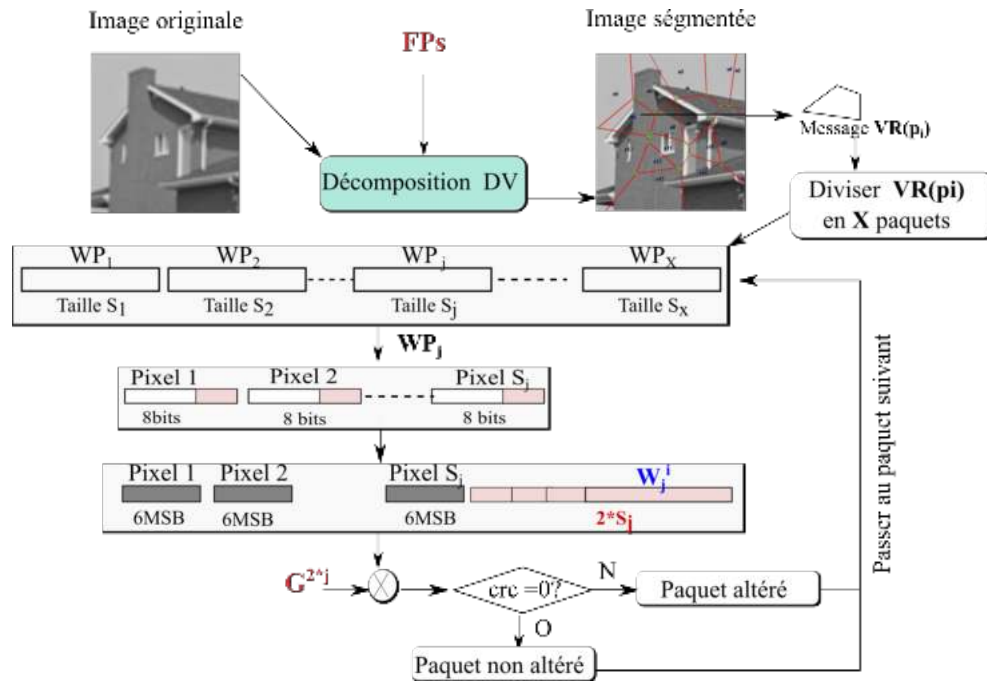 Image originale
FPs
Image ségmentée
Décomposition DV
Message VR(pi)
Diviser VR(pi)
en X paquets
WP1 WP2 WPj WPX
Taille S1 Taille S2 Taille Sj Taille Sx
WPj
Pixel 1 Pixel 2 Pixel Sj
8bits 8 bits 8 bits
Pixel 1 Pixel 2 Pixel Sj Wji
6MSB 6MSB 6MSB 2*Sj
G2*j
crc =0?
N
Paquet altéré
O
Paquet non altéré
Passer au paquet suivant